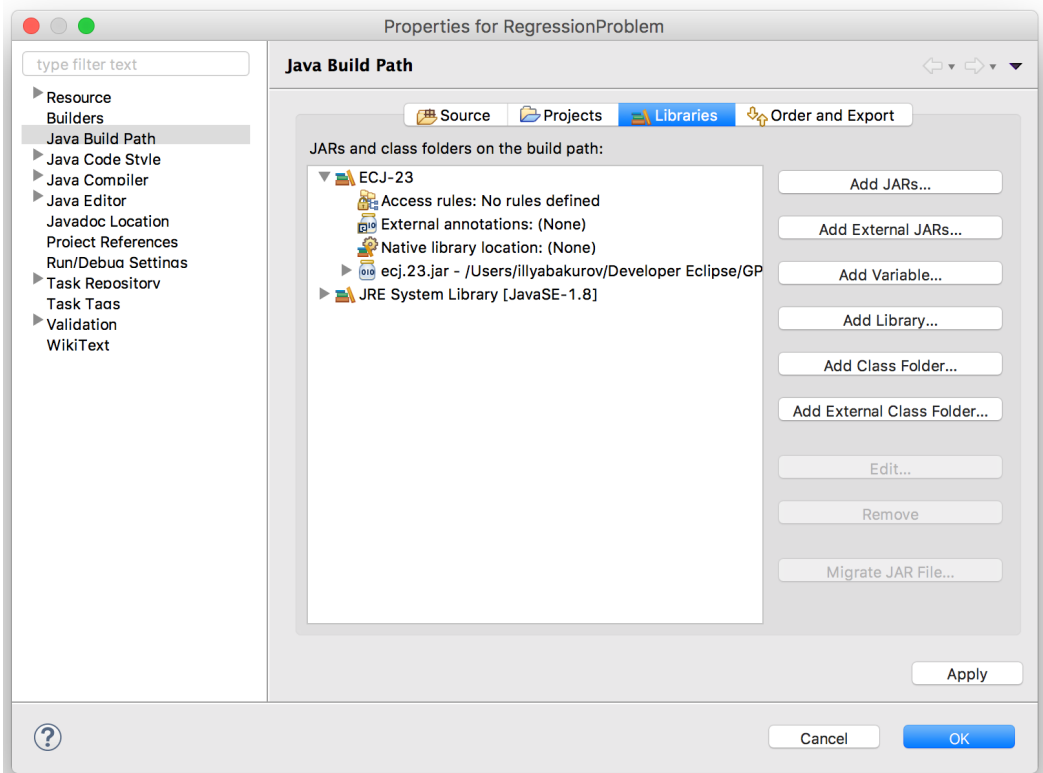 Properties for RegressionProblem
type filter text
Resource
Builders
Java Build Path
Java Code Style
Java Compiler
Java Editor
Javadoc Location
Project References
Run/Debug Settings
Task Repository
Task Tags
Validation
WikiText
Java Build Path
Source Projects Libraries Order and Export
JARs and class folders on the build path:
ECJ-23
Access rules: No rules defined
External annotations: (None)
Native library location: (None)
ecj.23.jar - /Users/illyabakurov/Developer Eclipse/GP
JRE System Library [JavaSE-1.8]
Add JARs...
Add External JARs...
Add Variable...
Add Library...
Add Class Folder...
Add External Class Folder...
Edit...
Remove
Migrate JAR File...
Apply
?
Cancel
OK